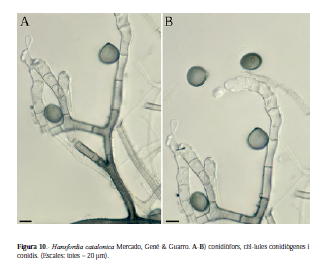 A
B
Figura 10.- Hansfordia catalonica Mercado, Gené & Guarro. A-B) conidiòfors, cèl·lules conidiògenes i
conidis. (Escales: totes – 20 μm).